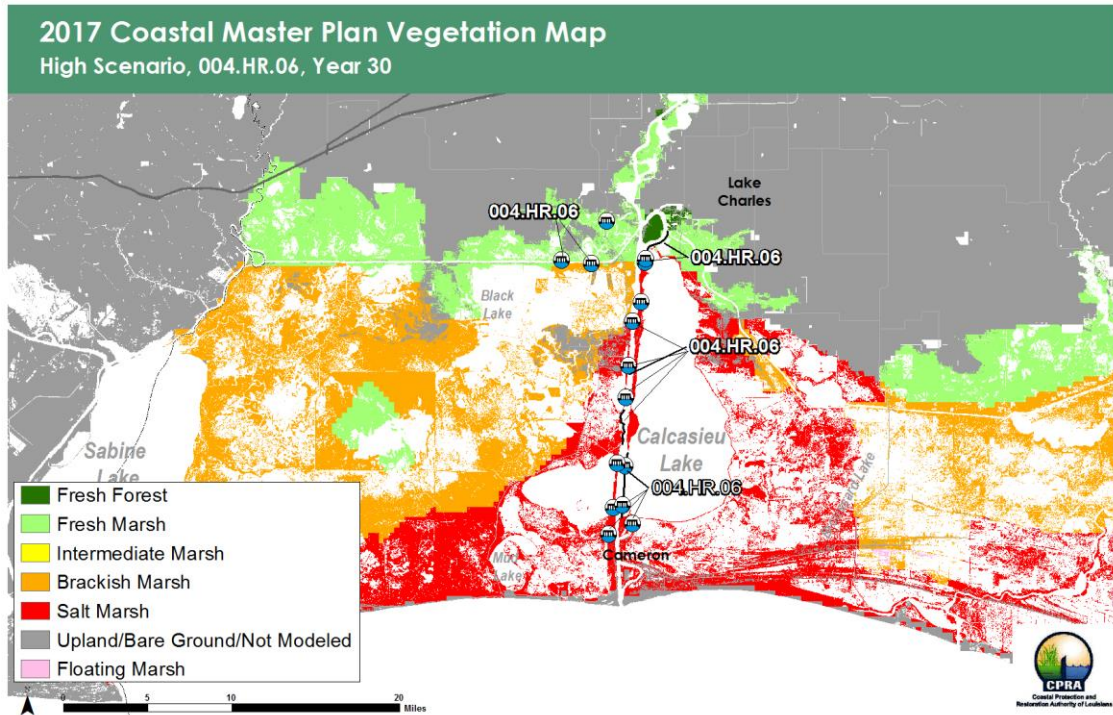 2017 Coastal Master Plan Vegetation Map
High Scenario, 004.HR.06, Year 30
Lake
Charles
004.HR.06
004.HR.06
Black
Lake
004.HR.06
Sabine
Lake
Calcasieu
Lake
004.HR.06
Mud
Lake
Cameron
Fresh Forest
Fresh Marsh
Intermediate Marsh
Brackish Marsh
Salt Marsh
Upland/Bare Ground/Not Modeled
Floating Marsh
N
0 5 10 20
Miles
CPRA
Coastal Protection and
Restoration Authority of Louisiana